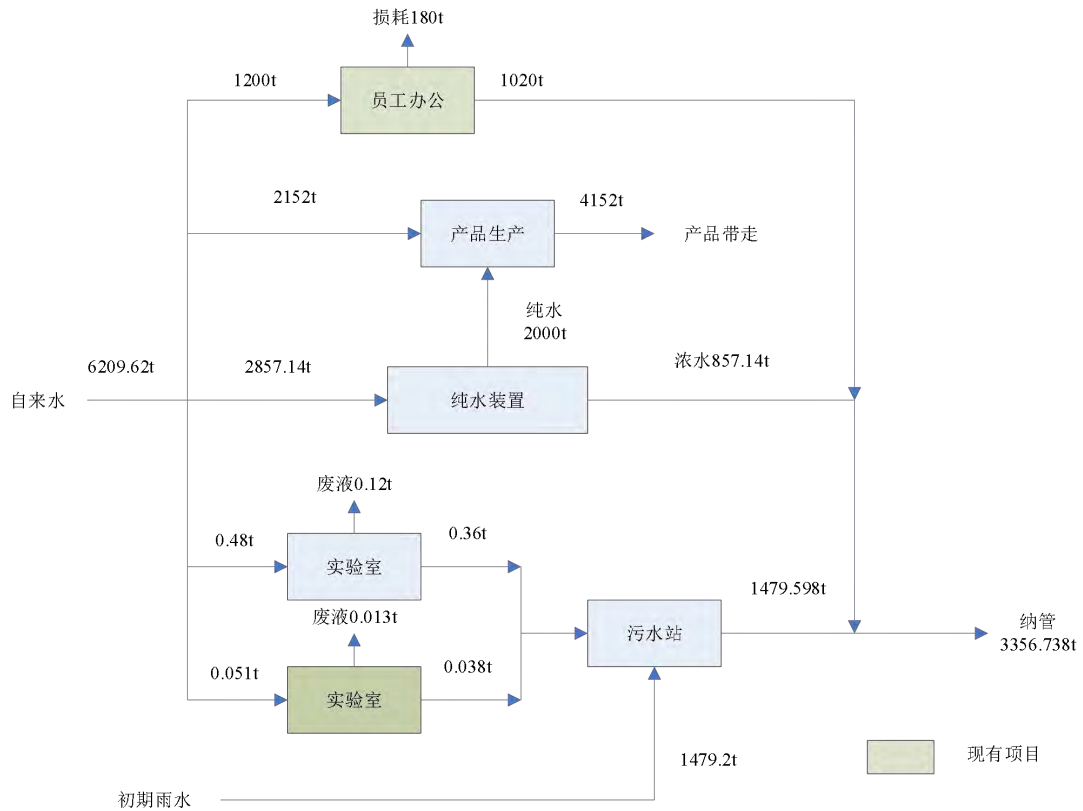 损耗180t
1200t
员工办公
1020t
2152t
产品生产
4152t
产品带走
纯水
2000t
6209.62t
自来水
2857.14t
纯水装置
浓水857.14t
废液0.12t
0.48t
实验室
0.36t
废液0.013t
0.051t
实验室
0.038t
污水站
1479.598t
纳管
3356.738t
1479.2t
初期雨水
现有项目